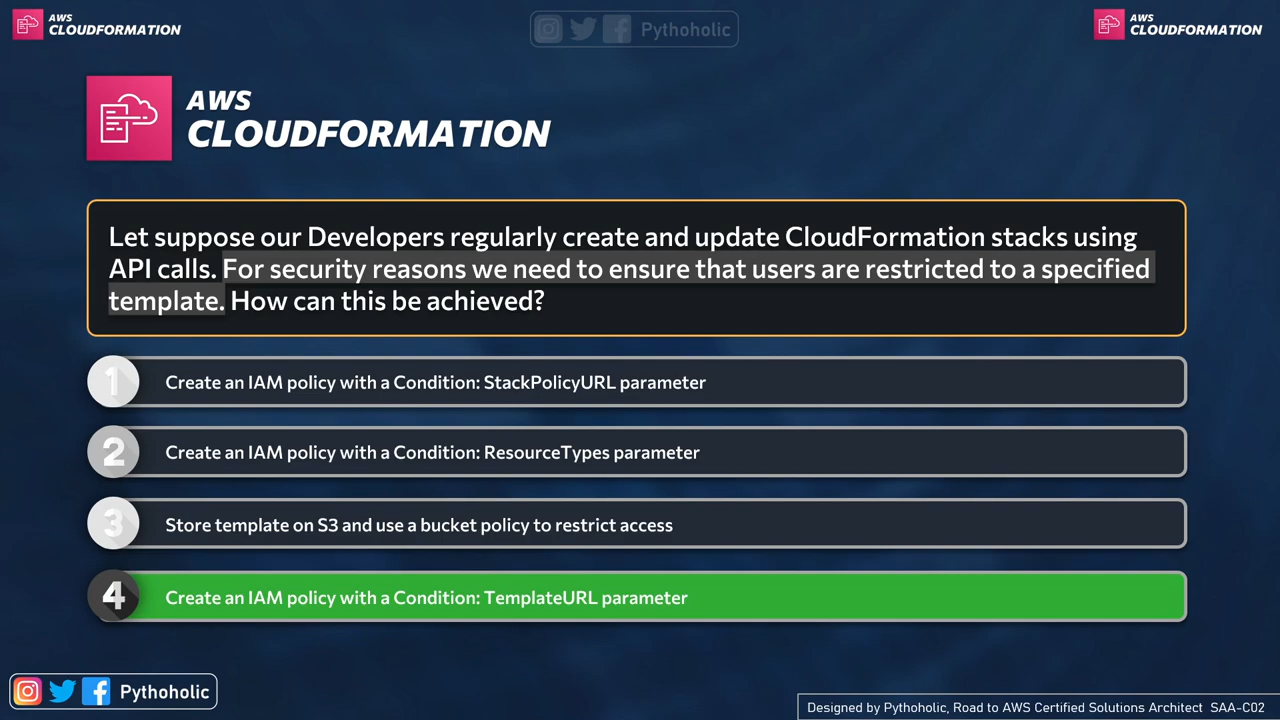 AWS
CLOUDFORMATION
Pythoholic
AWS
CLOUDFORMATION
AWS
CLOUDFORMATION
Let suppose our Developers regularly create and update CloudFormation stacks using
API calls. For security reasons we need to ensure that users are restricted to a specified
template. How can this be achieved?
1 Create an IAM policy with a Condition: StackPolicyURL parameter
2 Create an IAM policy with a Condition: ResourceTypes parameter
3 Store template on S3 and use a bucket policy to restrict access
4 Create an IAM policy with a Condition: TemplateURL parameter
Pythoholic
Designed by Pythoholic, Road to AWS Certified Solutions Architect SAA-C02